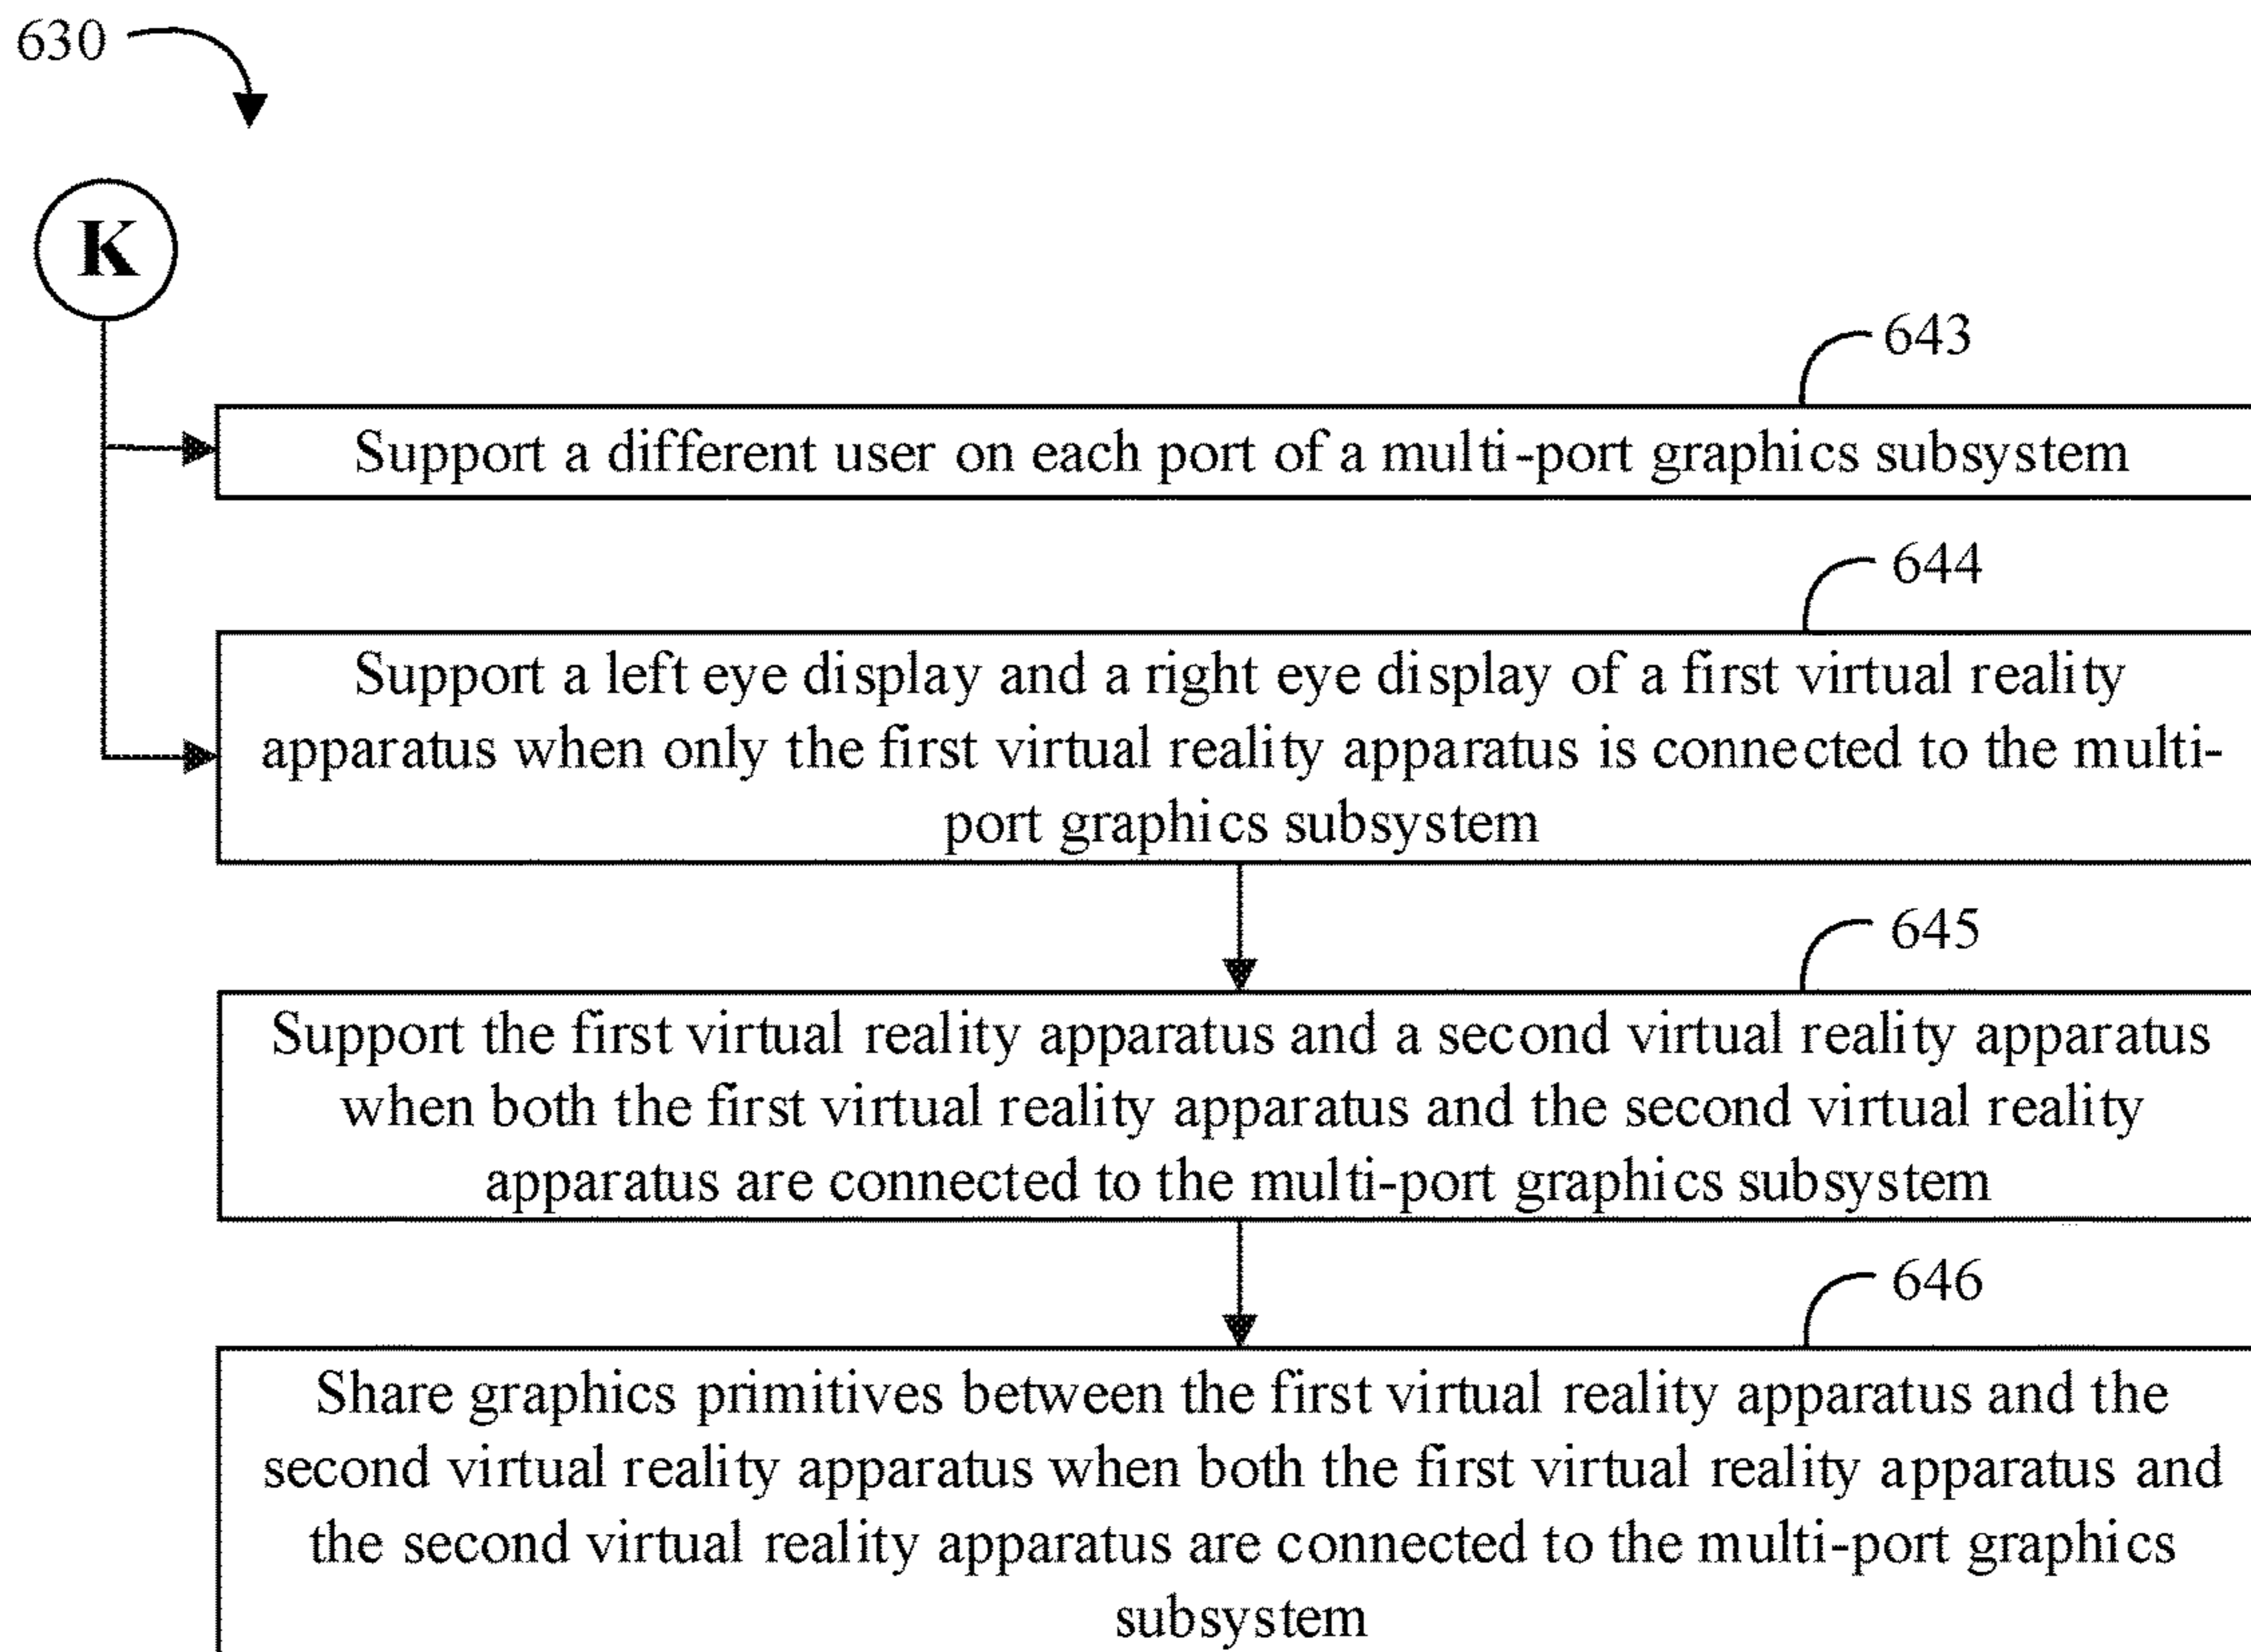 630
K
643
Support a different user on each port of a multi-port graphics subsystem
644
Support a left eye display and a right eye display of a first virtual reality
apparatus when only the first virtual reality apparatus is connected to the multi-
port graphics subsystem
645
Support the first virtual reality apparatus and a second virtual reality apparatus
when both the first virtual reality apparatus and the second virtual reality
apparatus are connected to the multi-port graphics subsystem
646
Share graphics primitives between the first virtual reality apparatus and the
second virtual reality apparatus when both the first virtual reality apparatus and
the second virtual reality apparatus are connected to the multi-port graphics
subsystem